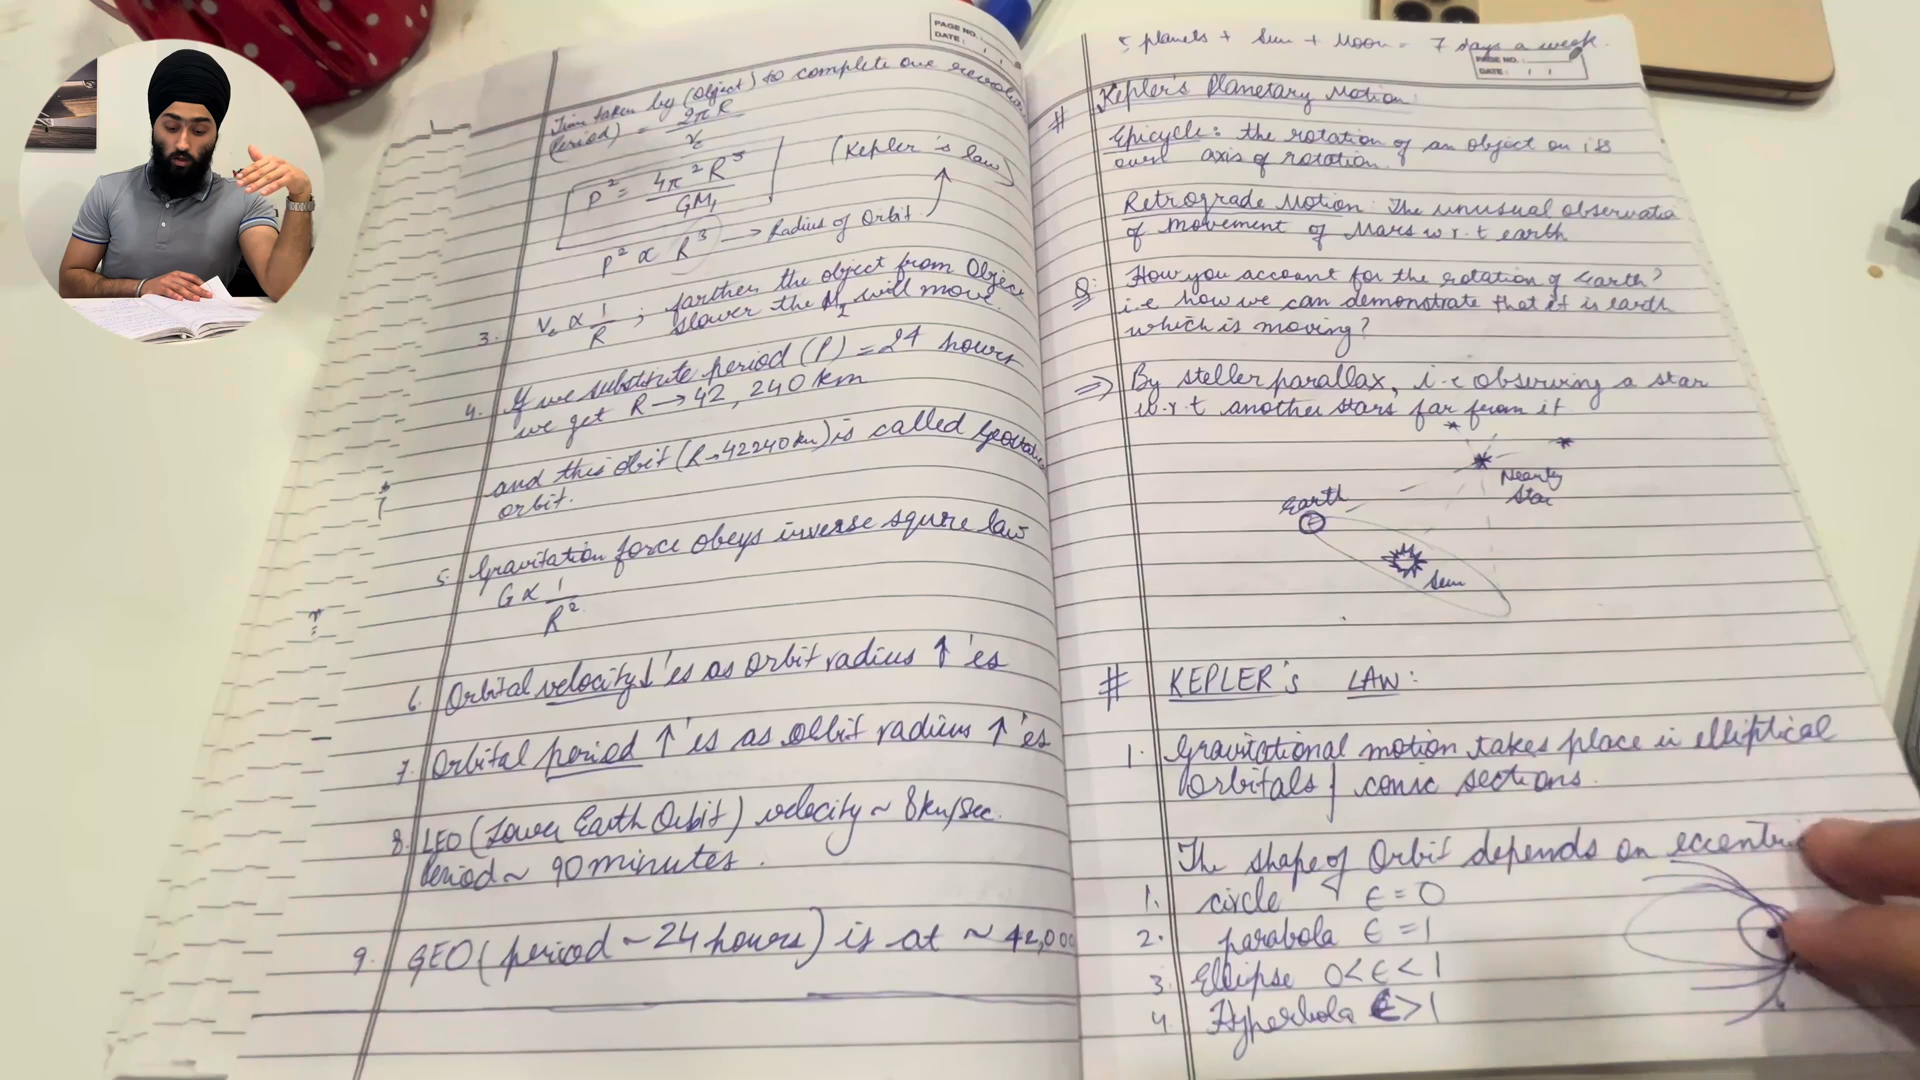 PAGE NO.:
DATE: / /
Time taken by (Object) to complete one
(Period) = 2πR
P² = 4π²R³ / GM₁ (Kepler's law)
P² ∝ R³ → Radius of Orbit
3. ∝ 1/R ; farther the object from Object
slower the M₂ will move.
4. If we substitute period (P) = 24 hours
we get R → 42,240 km
and this obit (R→42240km) is called
orbit.
5. Gravitation force obeys inverse squre law
G ∝ 1/R²
6. Orbital velocity ↓'es as orbit radius ↑'es
7. Orbital period ↑'es as orbit radius ↑'es
8. LEO (Lower Earth Orbit) velocity ~ 8km/sec.
Period ~ 90 minutes.
9. GEO (period ~ 24 hours) is at ~ 42,000
5 planets + Sun + Moon = 7 days a week.
PAGE NO.:
DATE: / /
# Kepler's Planetary Motion
Epicycle: the rotation of an object on its
own axis of rotation.
Retrograde Motion: The unusual observatio
of movement of Mars w.r.t earth
Q: How you account for the rotation of earth?
i.e how we can demonstrate that it is earth
which is moving?
⇒ By steller parallax, i.e observing a star
w.r.t another stars far from it
Nearby
Star
Earth
Sun
# KEPLER's LAW:
1. Gravitational motion takes place in elliptical
orbitals / conic sections.
The shape of Orbit depends on eccentri
1. circle ϵ = 0
2. parabola ϵ = 1
3. Ellipse 0 < ϵ < 1
4. Hyperbola ϵ > 1